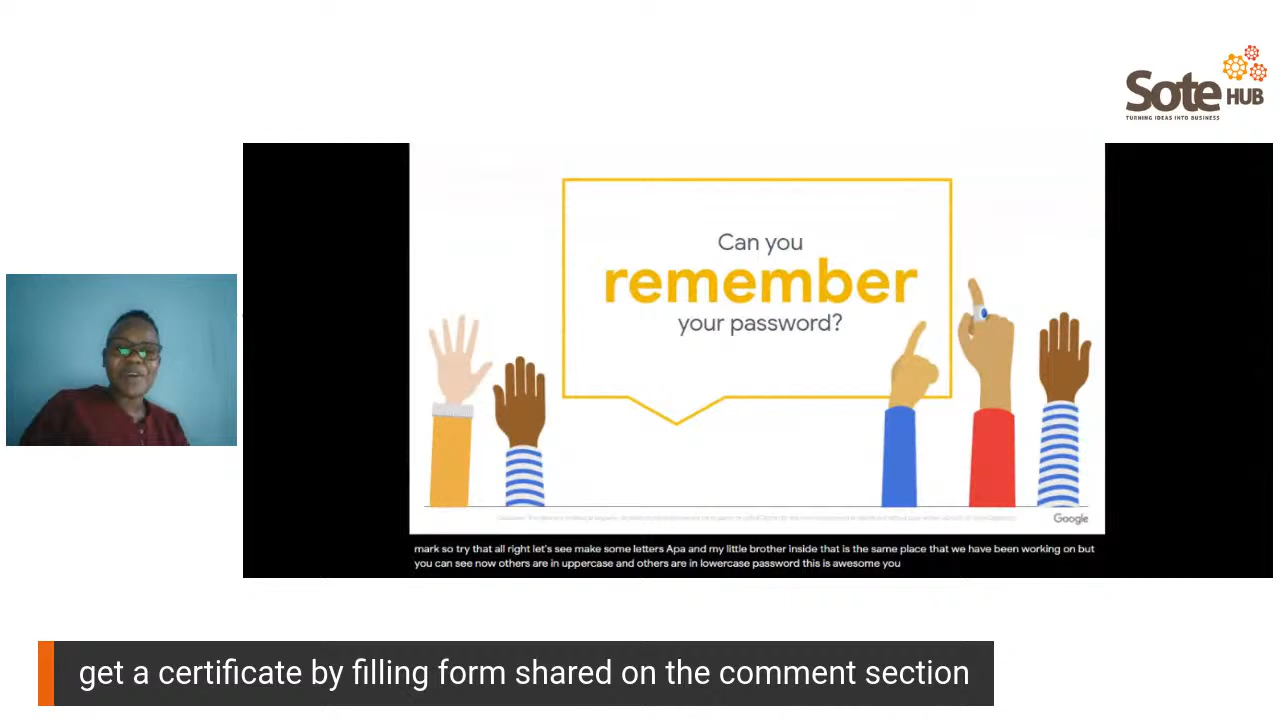 Sote HUB
TURNING IDEAS INTO BUSINESS
Can you
remember
your password?
Google
mark so try that all right let's see make some letters Apa and my little brother inside that is the same place that we have been working on but
you can see now others are in uppercase and others are in lowercase password this is awesome you
get a certificate by filling form shared on the comment section